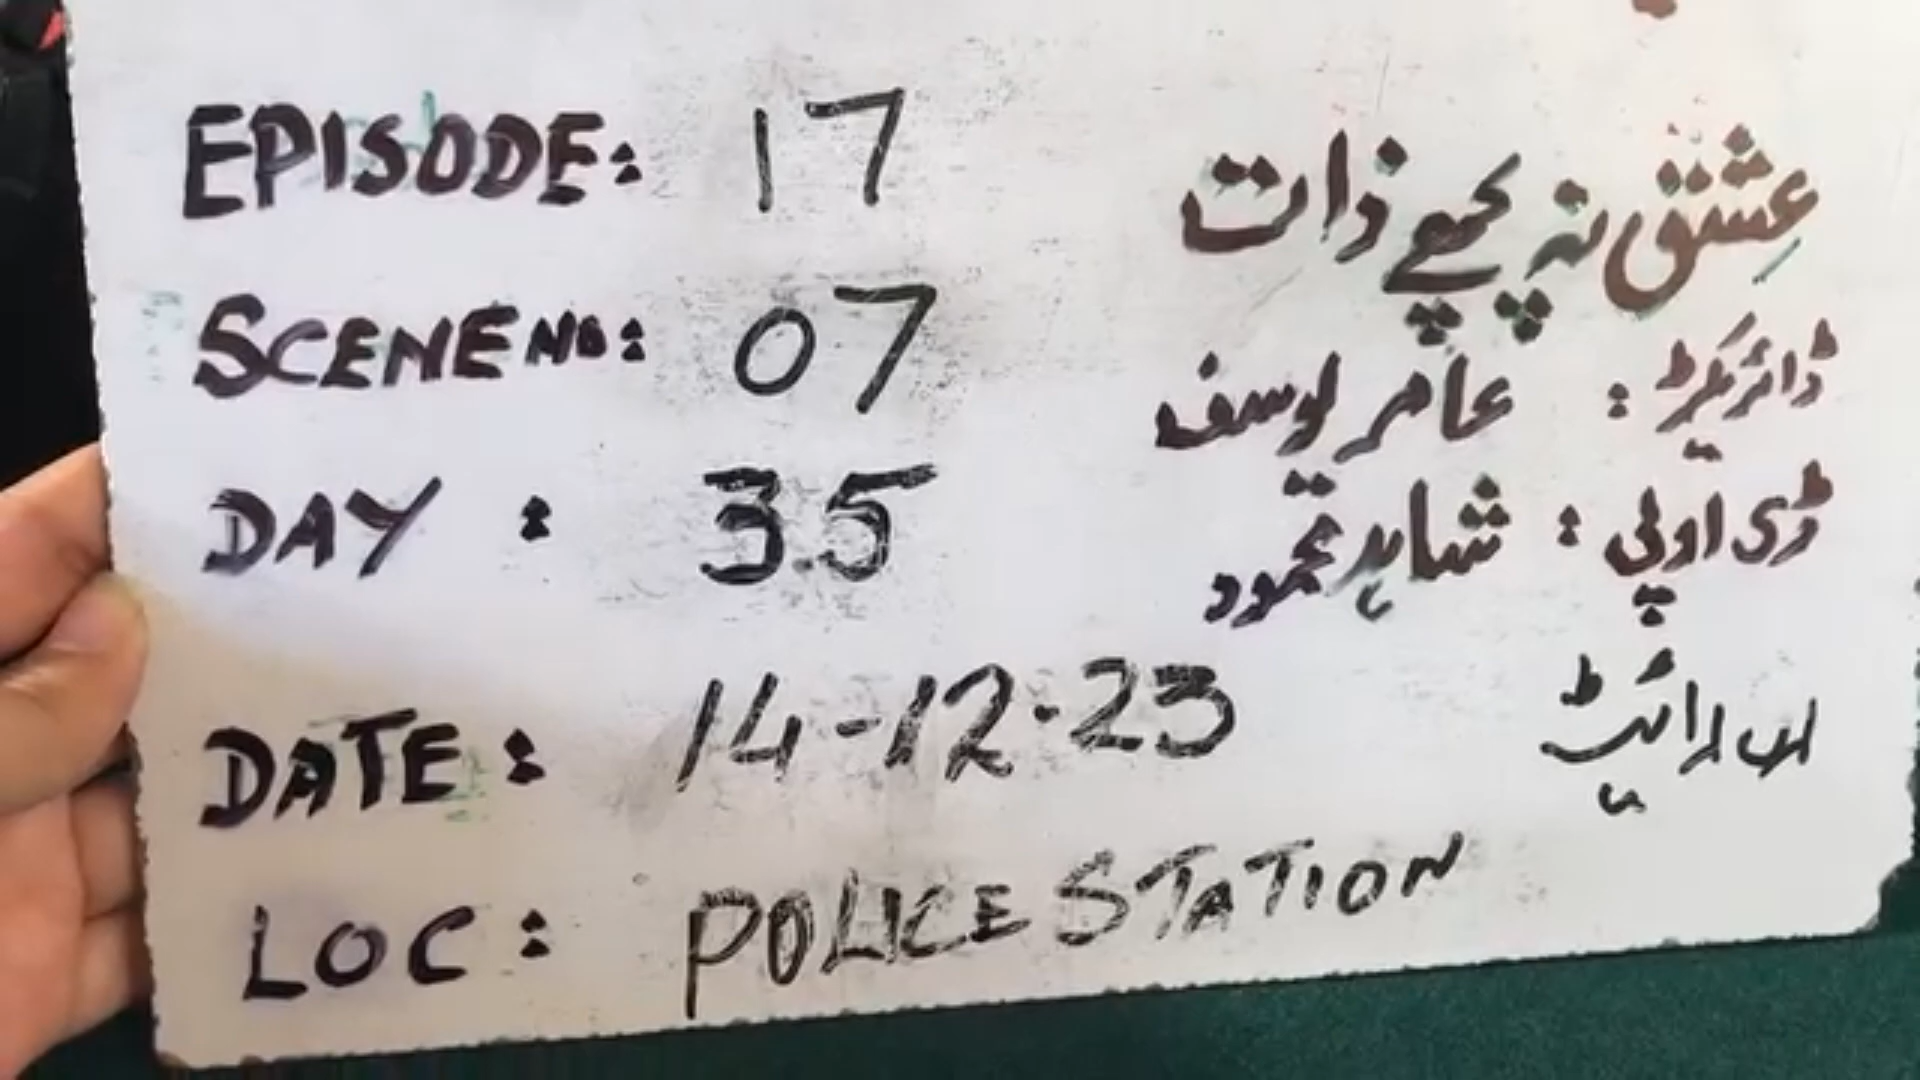 EPISODE: 17
SCENE NO: 07
DAY : 35
DATE: 14-12-23
LOC: POLICE STATION
عشق نہ پچھے ذات
ڈائریکٹر : عامر یوسف
ڈی او پی : شاہد محمود